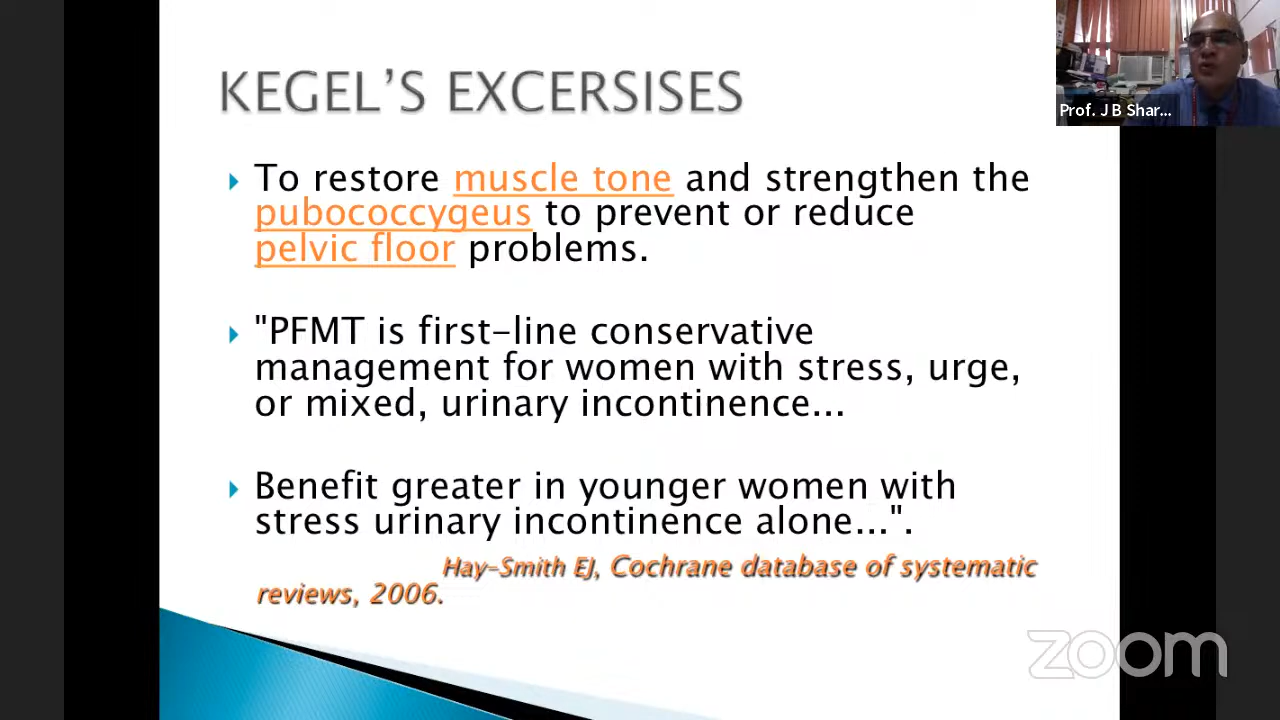 KEGEL'S EXCERSISES
To restore muscle tone and strengthen the
pubococcygeus to prevent or reduce
pelvic floor problems.
"PFMT is first-line conservative
management for women with stress, urge,
or mixed, urinary incontinence...
Benefit greater in younger women with
stress urinary incontinence alone...".
Hay-Smith EJ, Cochrane database of systematic
reviews, 2006.
Prof. J B Shar...
zoom